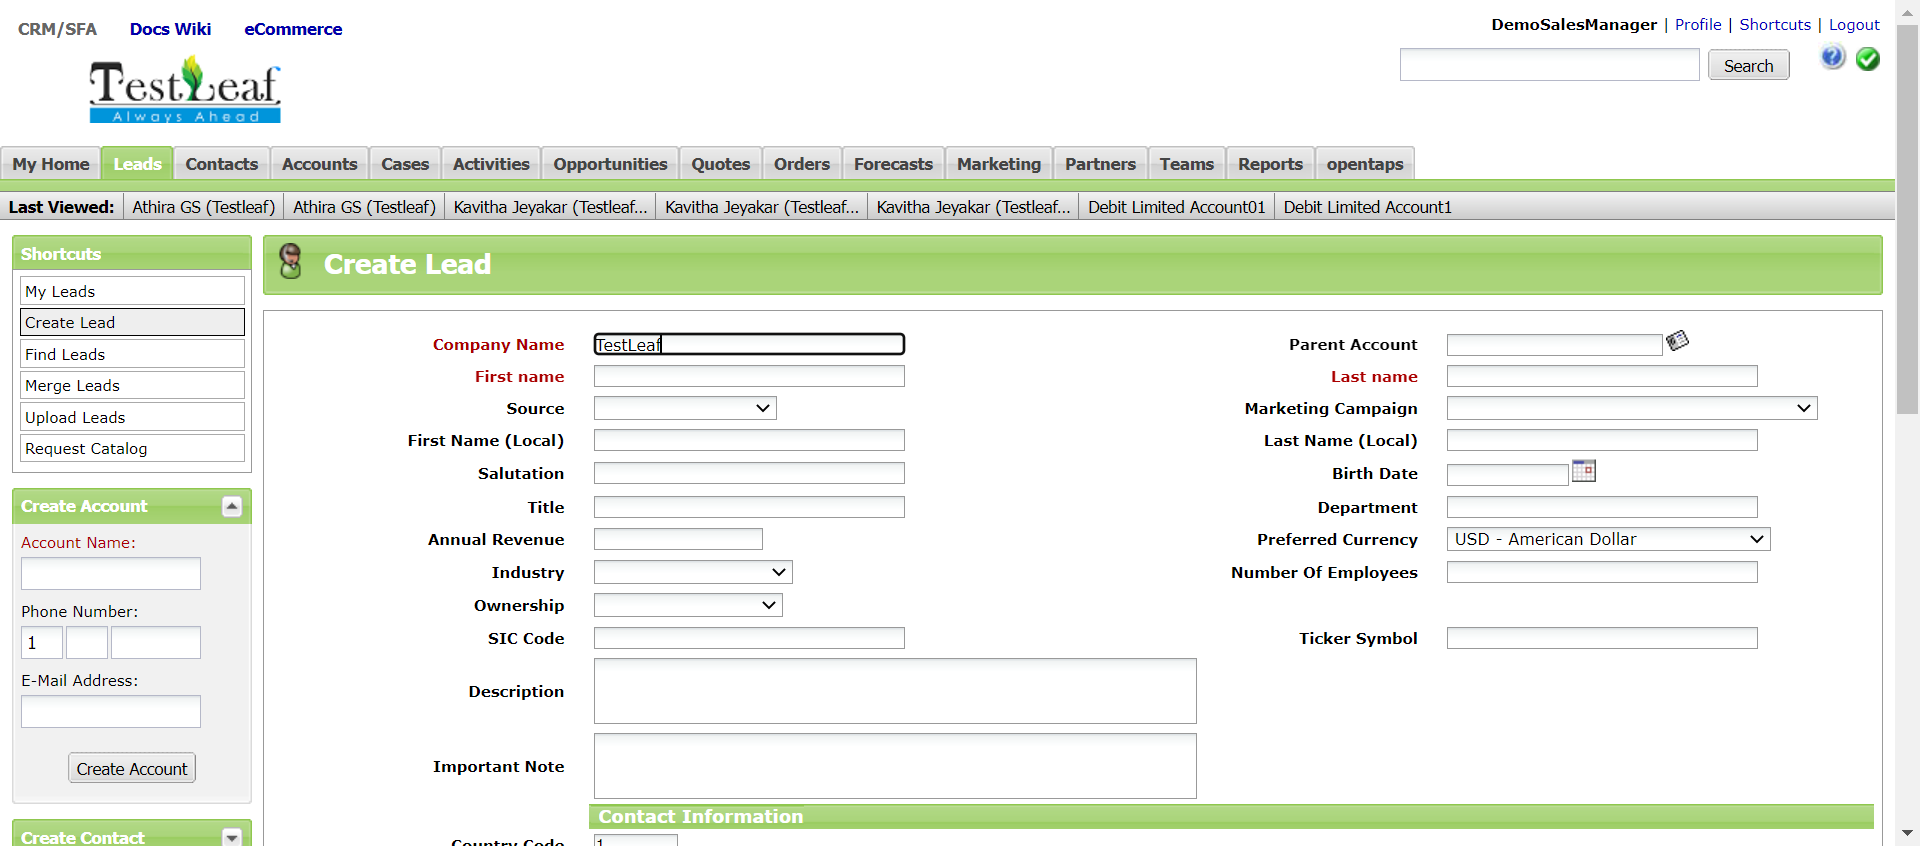 CRM/SFA Docs Wiki eCommerce
DemoSalesManager | Profile | Shortcuts | Logout
Search
TestLeaf
Always Ahead
My Home Leads Contacts Accounts Cases Activities Opportunities Quotes Orders Forecasts Marketing Partners Teams Reports opentaps
Last Viewed: Athira GS (Testleaf) Athira GS (Testleaf) Kavitha Jeyakar (Testleaf... Kavitha Jeyakar (Testleaf... Kavitha Jeyakar (Testleaf... Debit Limited Account01 Debit Limited Account1
Shortcuts
My Leads
Create Lead
Find Leads
Merge Leads
Upload Leads
Request Catalog
Create Account
Account Name:
Phone Number:
1
E-Mail Address:
Create Account
Create Contact
Create Lead
Company Name TestLeaf Parent Account
First name Last name
Source Marketing Campaign
First Name (Local) Last Name (Local)
Salutation Birth Date
Title Department
Annual Revenue Preferred Currency USD - American Dollar
Industry Number Of Employees
Ownership
SIC Code Ticker Symbol
Description
Important Note
Contact Information
Country Code 1